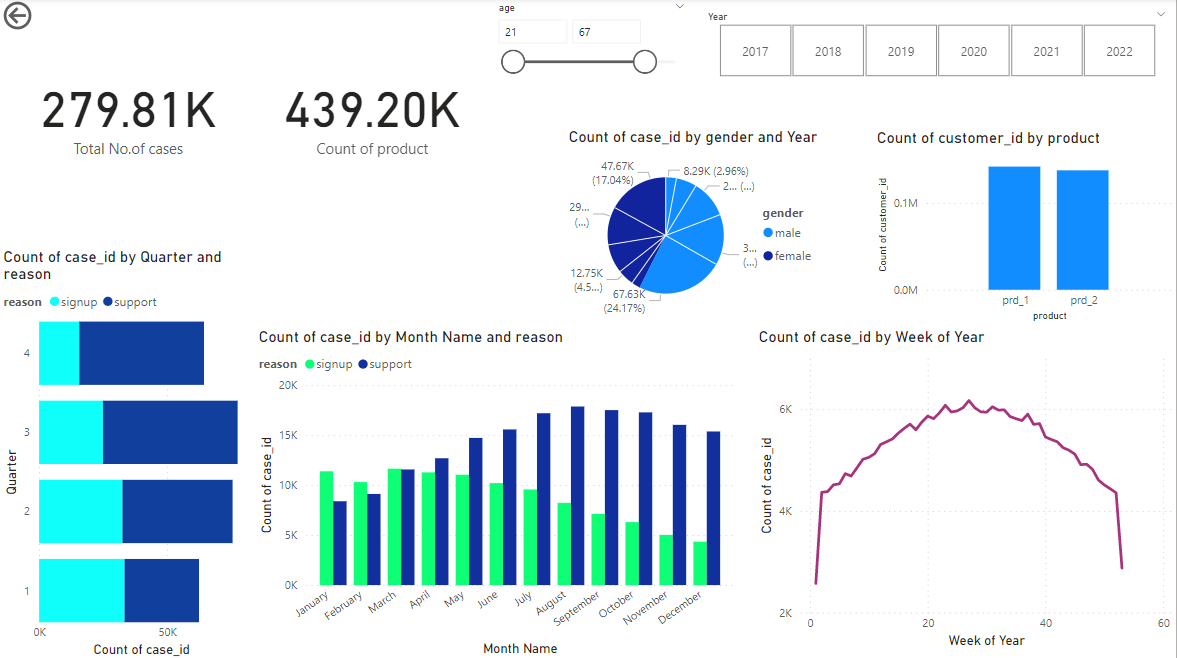 age
21 67
Year
2017 2018 2019 2020 2021 2022
279.81K
Total No.of cases
439.20K
Count of product
Count of case_id by gender and Year
47.67K
(17.04%)
8.29K (2.96%)
2... (...)
29...
(...)
3...
(...)
12.75K
(4.5...)
67.63K
(24.17%)
gender
male
female
Count of customer_id by product
Count of customer_id
0.1M
0.0M
prd_1 prd_2
product
Count of case_id by Quarter and
reason
reason signup support
Quarter
4
3
2
1
0K 50K
Count of case_id
Count of case_id by Month Name and reason
reason signup support
Count of case_id
20K
15K
10K
5K
0K
January February March April May June July August September October November December
Month Name
Count of case_id by Week of Year
Count of case_id
6K
4K
2K
0 20 40 60
Week of Year